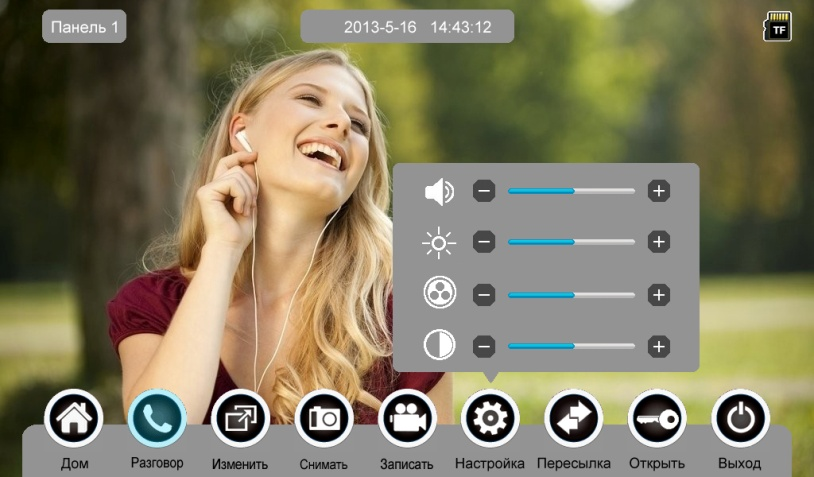 Панель 1
2013-5-16 14:43:12
TF
Дом
Разговор
Изменить
Снимать
Записать
Настройка
Пересылка
Открыть
Выход